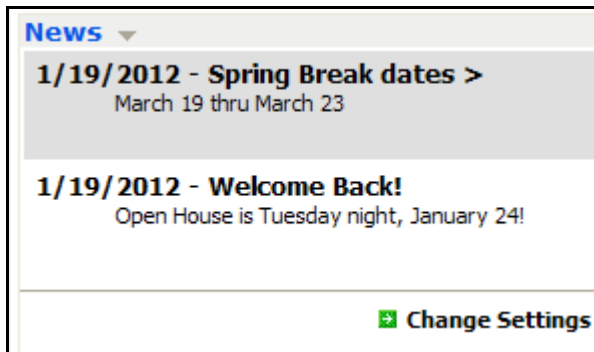 News
1/19/2012 - Spring Break dates >
March 19 thru March 23
1/19/2012 - Welcome Back!
Open House is Tuesday night, January 24!
Change Settings